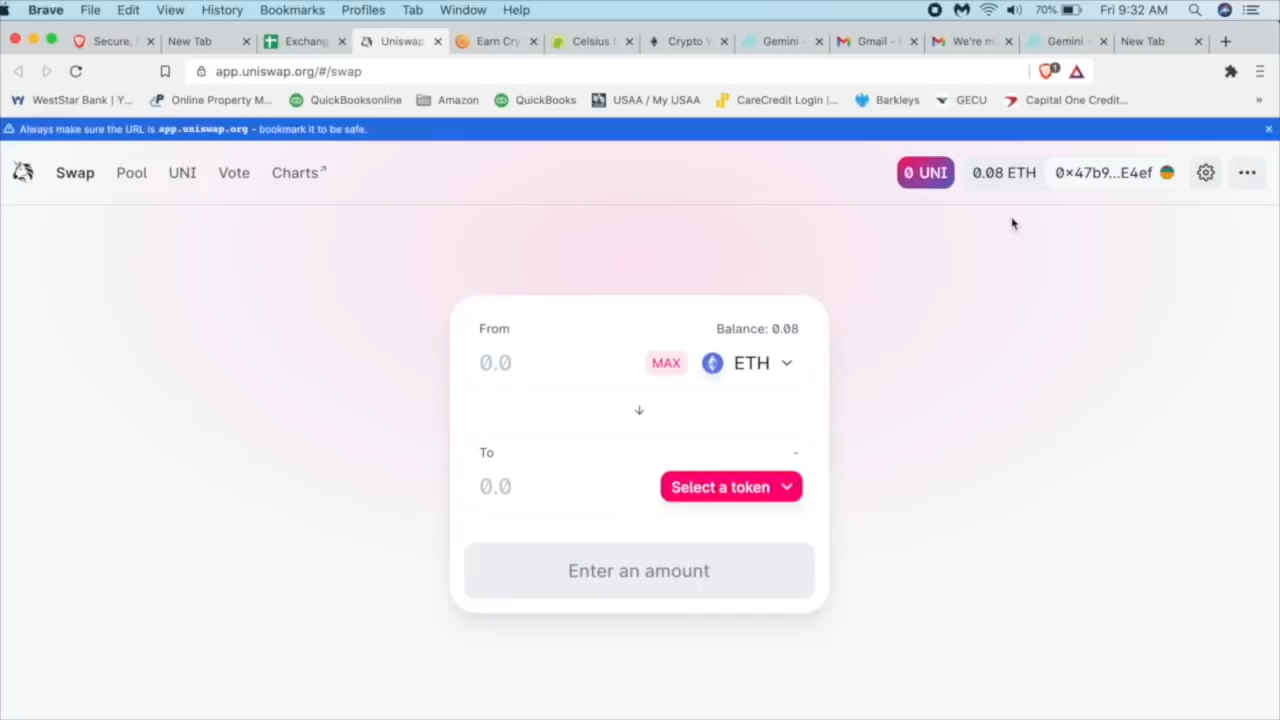 Brave File Edit View History Bookmarks Profiles Tab Window Help 70% Fri 9:32 AM
Secure, New Tab Exchang Uniswap Earn Cry Celsius Crypto Gemini - Gmail - We're m Gemini - New Tab
app.uniswap.org/#/swap 1
WestStar Bank | Y... Online Property M... QuickBooksonline Amazon QuickBooks USAA / My USAA CareCredit Login |... Barkleys GECU Capital One Credit... »
Always make sure the URL is app.uniswap.org - bookmark it to be safe.
Swap Pool UNI Vote Charts↗ 0 UNI 0.08 ETH 0×47b9...E4ef
From Balance: 0.08
0.0 MAX ETH
To -
0.0 Select a token
Enter an amount